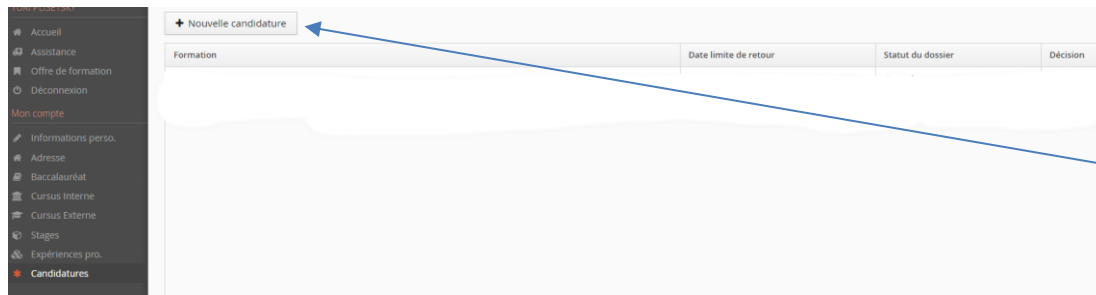 Accueil
Assistance
Offre de formation
Déconnexion
Mon compte
Informations perso.
Adresse
Baccalauréat
Cursus Interne
Cursus Externe
Stages
Expériences pro.
Candidatures
+ Nouvelle candidature
Formation Date limite de retour Statut du dossier Décision